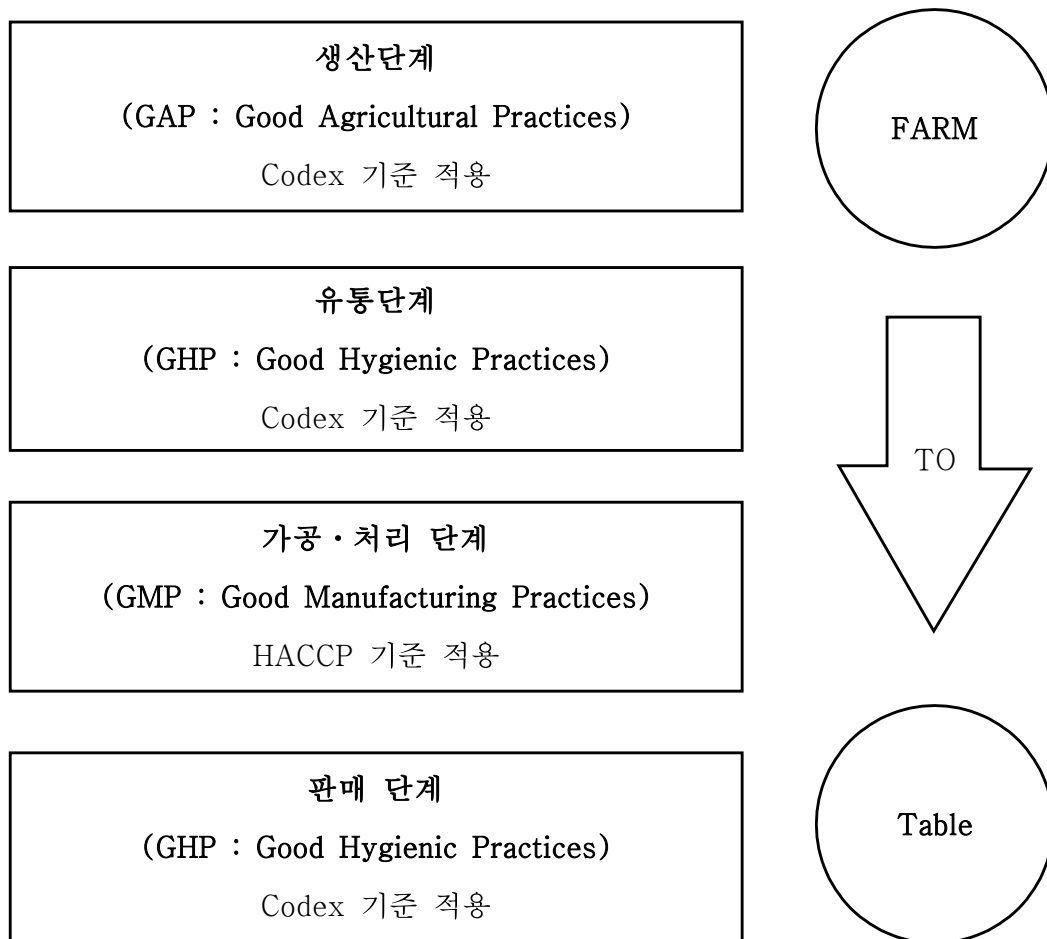 생산단계
(GAP : Good Agricultural Practices)
Codex 기준 적용
FARM
유통단계
(GHP : Good Hygienic Practices)
Codex 기준 적용
TO
가공·처리 단계
(GMP : Good Manufacturing Practices)
HACCP 기준 적용
판매 단계
(GHP : Good Hygienic Practices)
Codex 기준 적용
Table